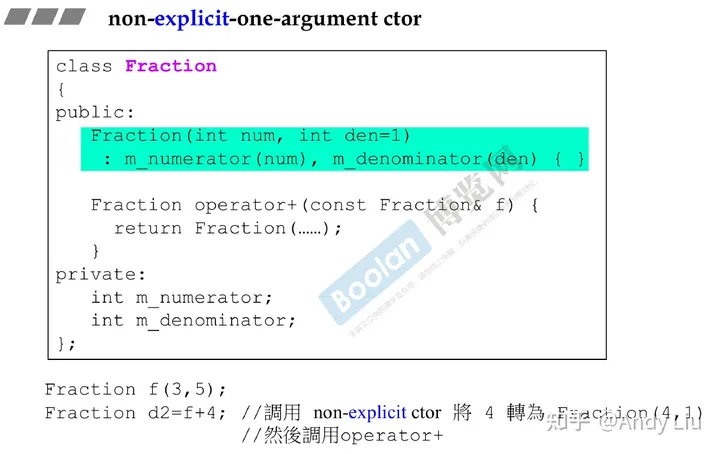 non-explicit-one-argument ctor
class Fraction
{
public:
Fraction(int num, int den=1)
: m_numerator(num), m_denominator(den) { }
Fraction operator+(const Fraction& f) {
return Fraction(……);
}
private:
int m_numerator;
int m_denominator;
};
Boolan 博览网
Fraction f(3,5);
Fraction d2=f+4; //調用 non-explicit ctor 將 4 轉為 Fraction(4,1)
//然後調用operator+
知乎 @Andy Liu